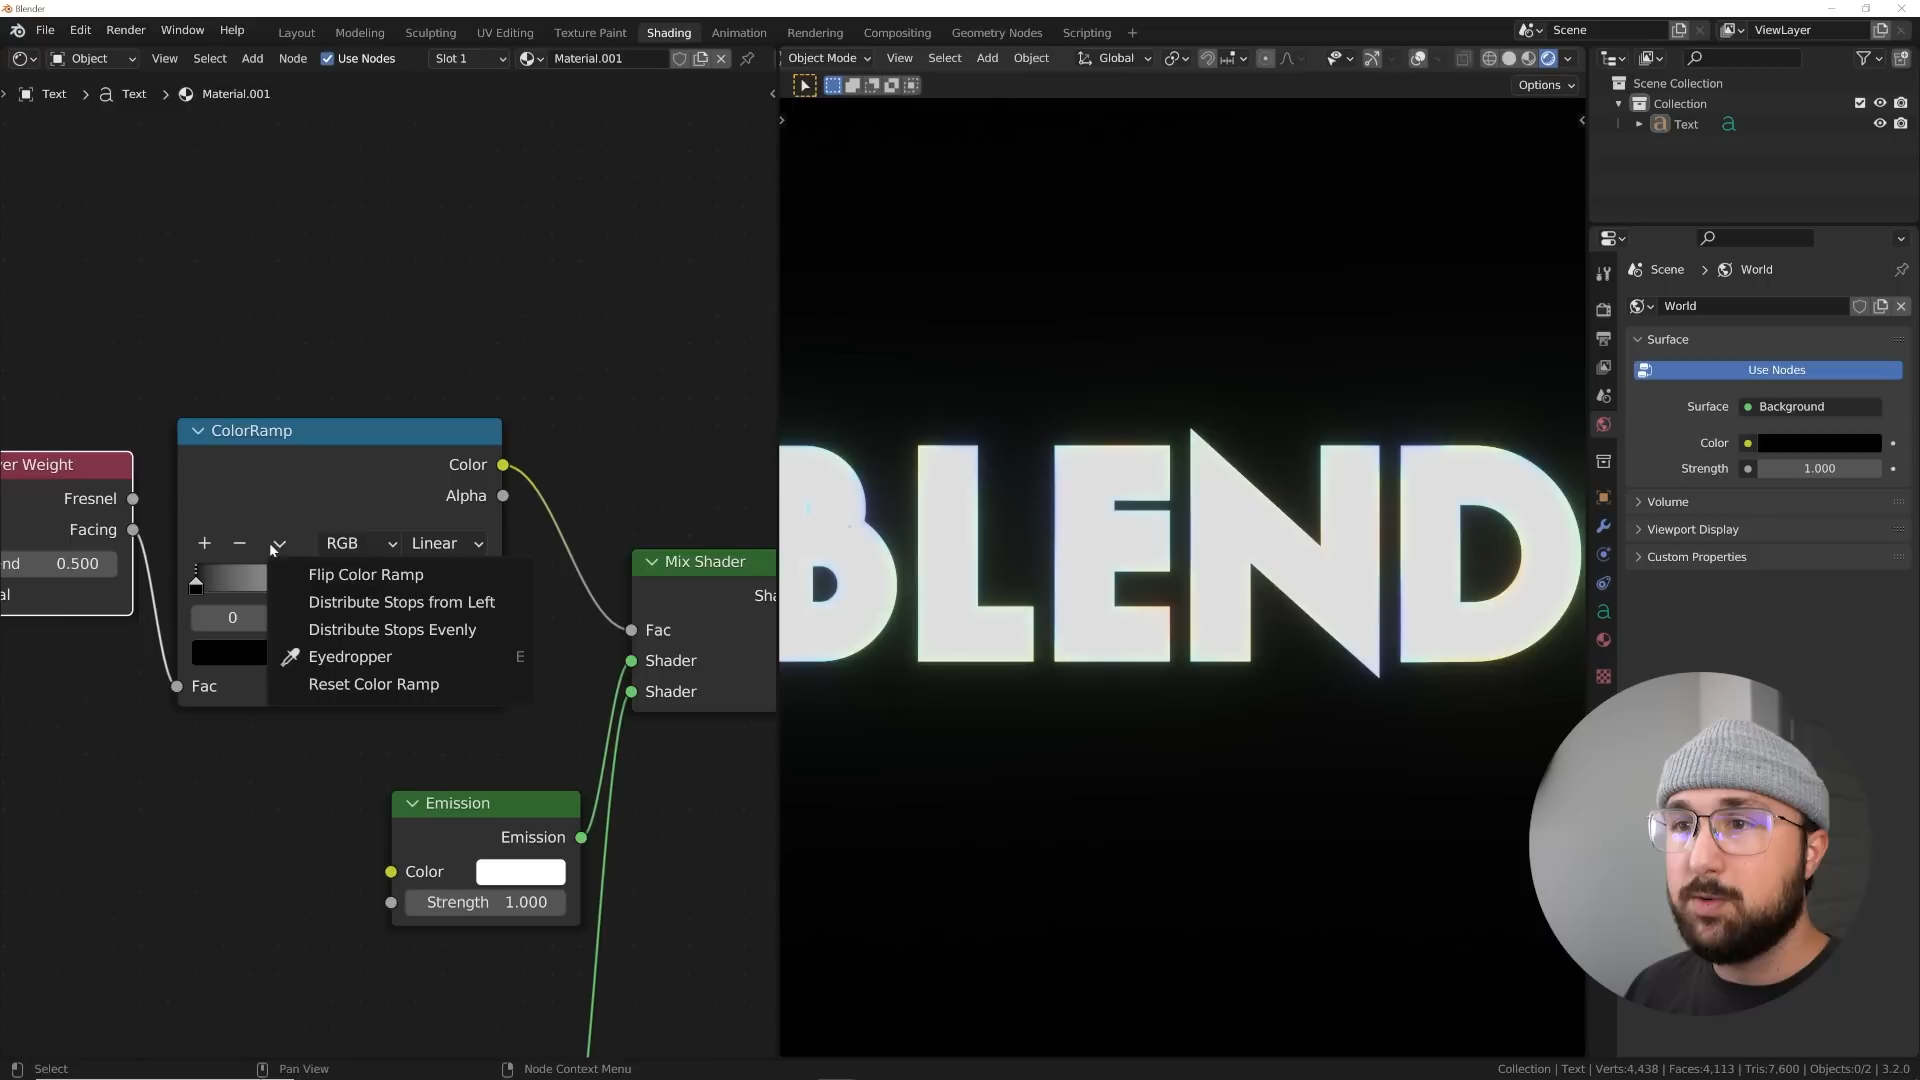 Blender
File Edit Render Window Help
Layout Modeling Sculpting UV Editing Texture Paint Shading Animation Rendering Compositing Geometry Nodes Scripting +
Scene
ViewLayer
Object View Select Add Node Use Nodes Slot 1 Material.001
Object Mode View Select Add Object Global
Options
Text > Text > Material.001
Scene Collection
Collection
Text
Scene > World
World
Surface
Use Nodes
Surface Background
Color
Strength 1.000
Volume
Viewport Display
Custom Properties
er Weight
Fresnel
Facing
nd 0.500
al
ColorRamp
Color
Alpha
RGB Linear
Flip Color Ramp
Distribute Stops from Left
Distribute Stops Evenly
Eyedropper E
Reset Color Ramp
0
Fac
Mix Shader
Sha
Fac
Shader
Shader
Emission
Emission
Color
Strength 1.000
BLEND
Select Pan View Node Context Menu
Collection | Text | Verts:4,438 | Faces:4,113 | Tris:7,600 | Objects:0/2 | 3.2.0